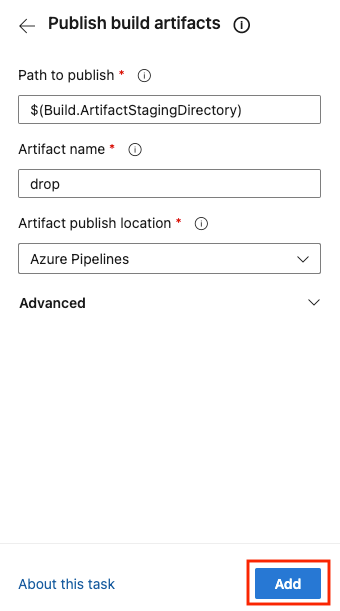 Publish build artifacts
Path to publish *
$(Build.ArtifactStagingDirectory)
Artifact name *
drop
Artifact publish location *
Azure Pipelines
Advanced
About this task
Add